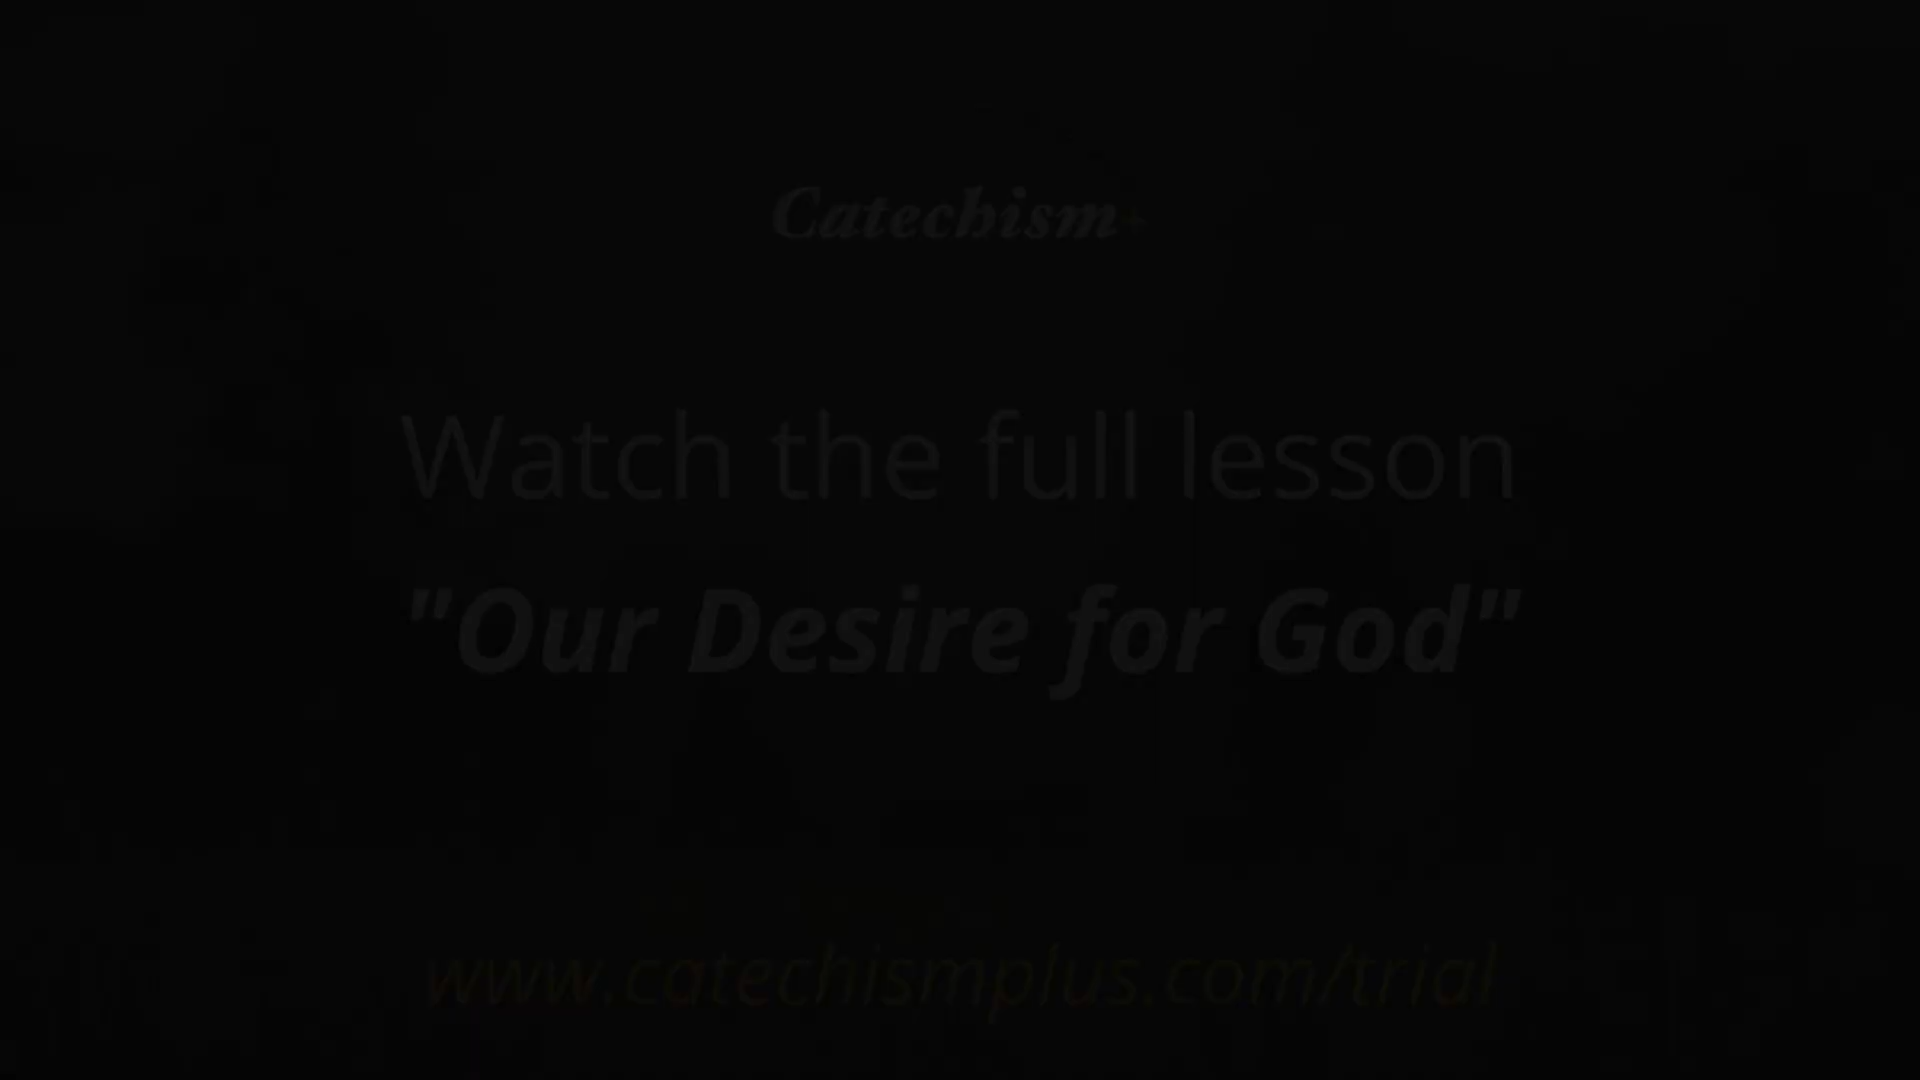 Catechism+
Watch the full lesson
"Our Desire for God"
www.catechismplus.com/trial